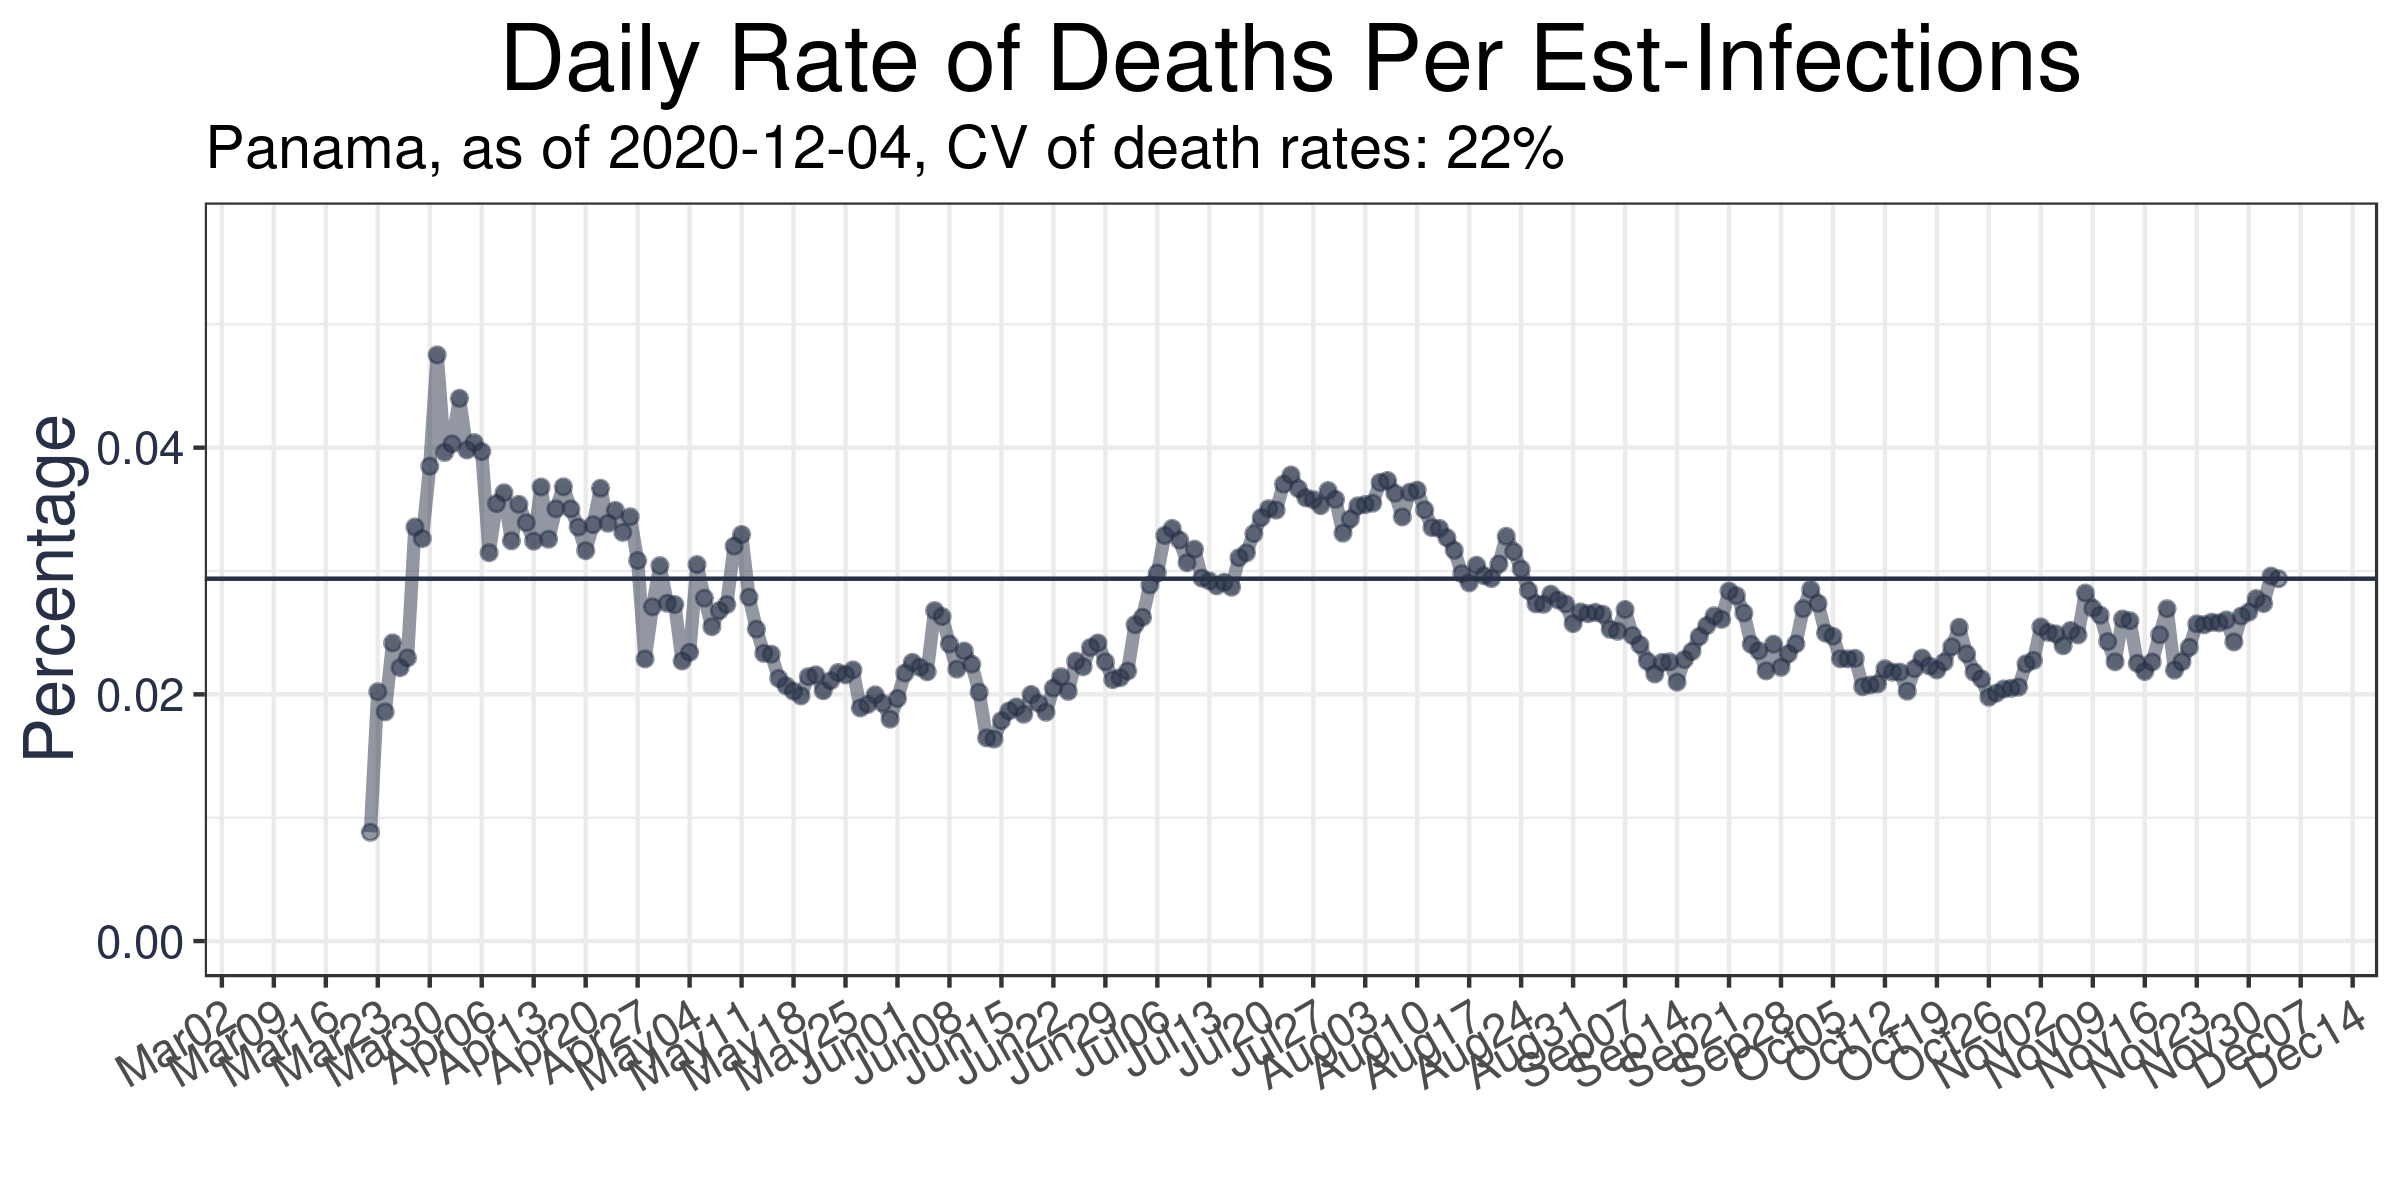 Daily Rate of Deaths Per Est-Infections
Panama, as of 2020-12-04, CV of death rates: 22%
Percentage
0.04
0.02
0.00
Mar02
Mar09
Mar16
Mar23
Mar30
Apr06
Apr13
Apr20
Apr27
May04
May11
May18
May25
Jun01
Jun08
Jun15
Jun22
Jun29
Jul06
Jul13
Jul20
Jul27
Aug03
Aug10
Aug17
Aug24
Aug31
Sep07
Sep14
Sep21
Sep28
Oct05
Oct12
Oct19
Oct26
Nov02
Nov09
Nov16
Nov23
Nov30
Dec07
Dec14